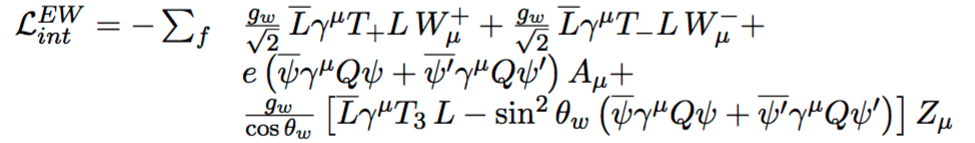 $\mathcal{L}_{int}^{EW} = -\sum_f \frac{g_w}{\sqrt{2}} \overline{L}\gamma^\mu T_+ L W_\mu^+ + \frac{g_w}{\sqrt{2}} \overline{L}\gamma^\mu T_- L W_\mu^- +$
$e\left(\overline{\psi}\gamma^\mu Q\psi + \overline{\psi'}\gamma^\mu Q\psi'\right) A_\mu +$
$\frac{g_w}{\cos\theta_w}\left[\overline{L}\gamma^\mu T_3 L - \sin^2\theta_w\left(\overline{\psi}\gamma^\mu Q\psi + \overline{\psi'}\gamma^\mu Q\psi'\right)\right] Z_\mu$